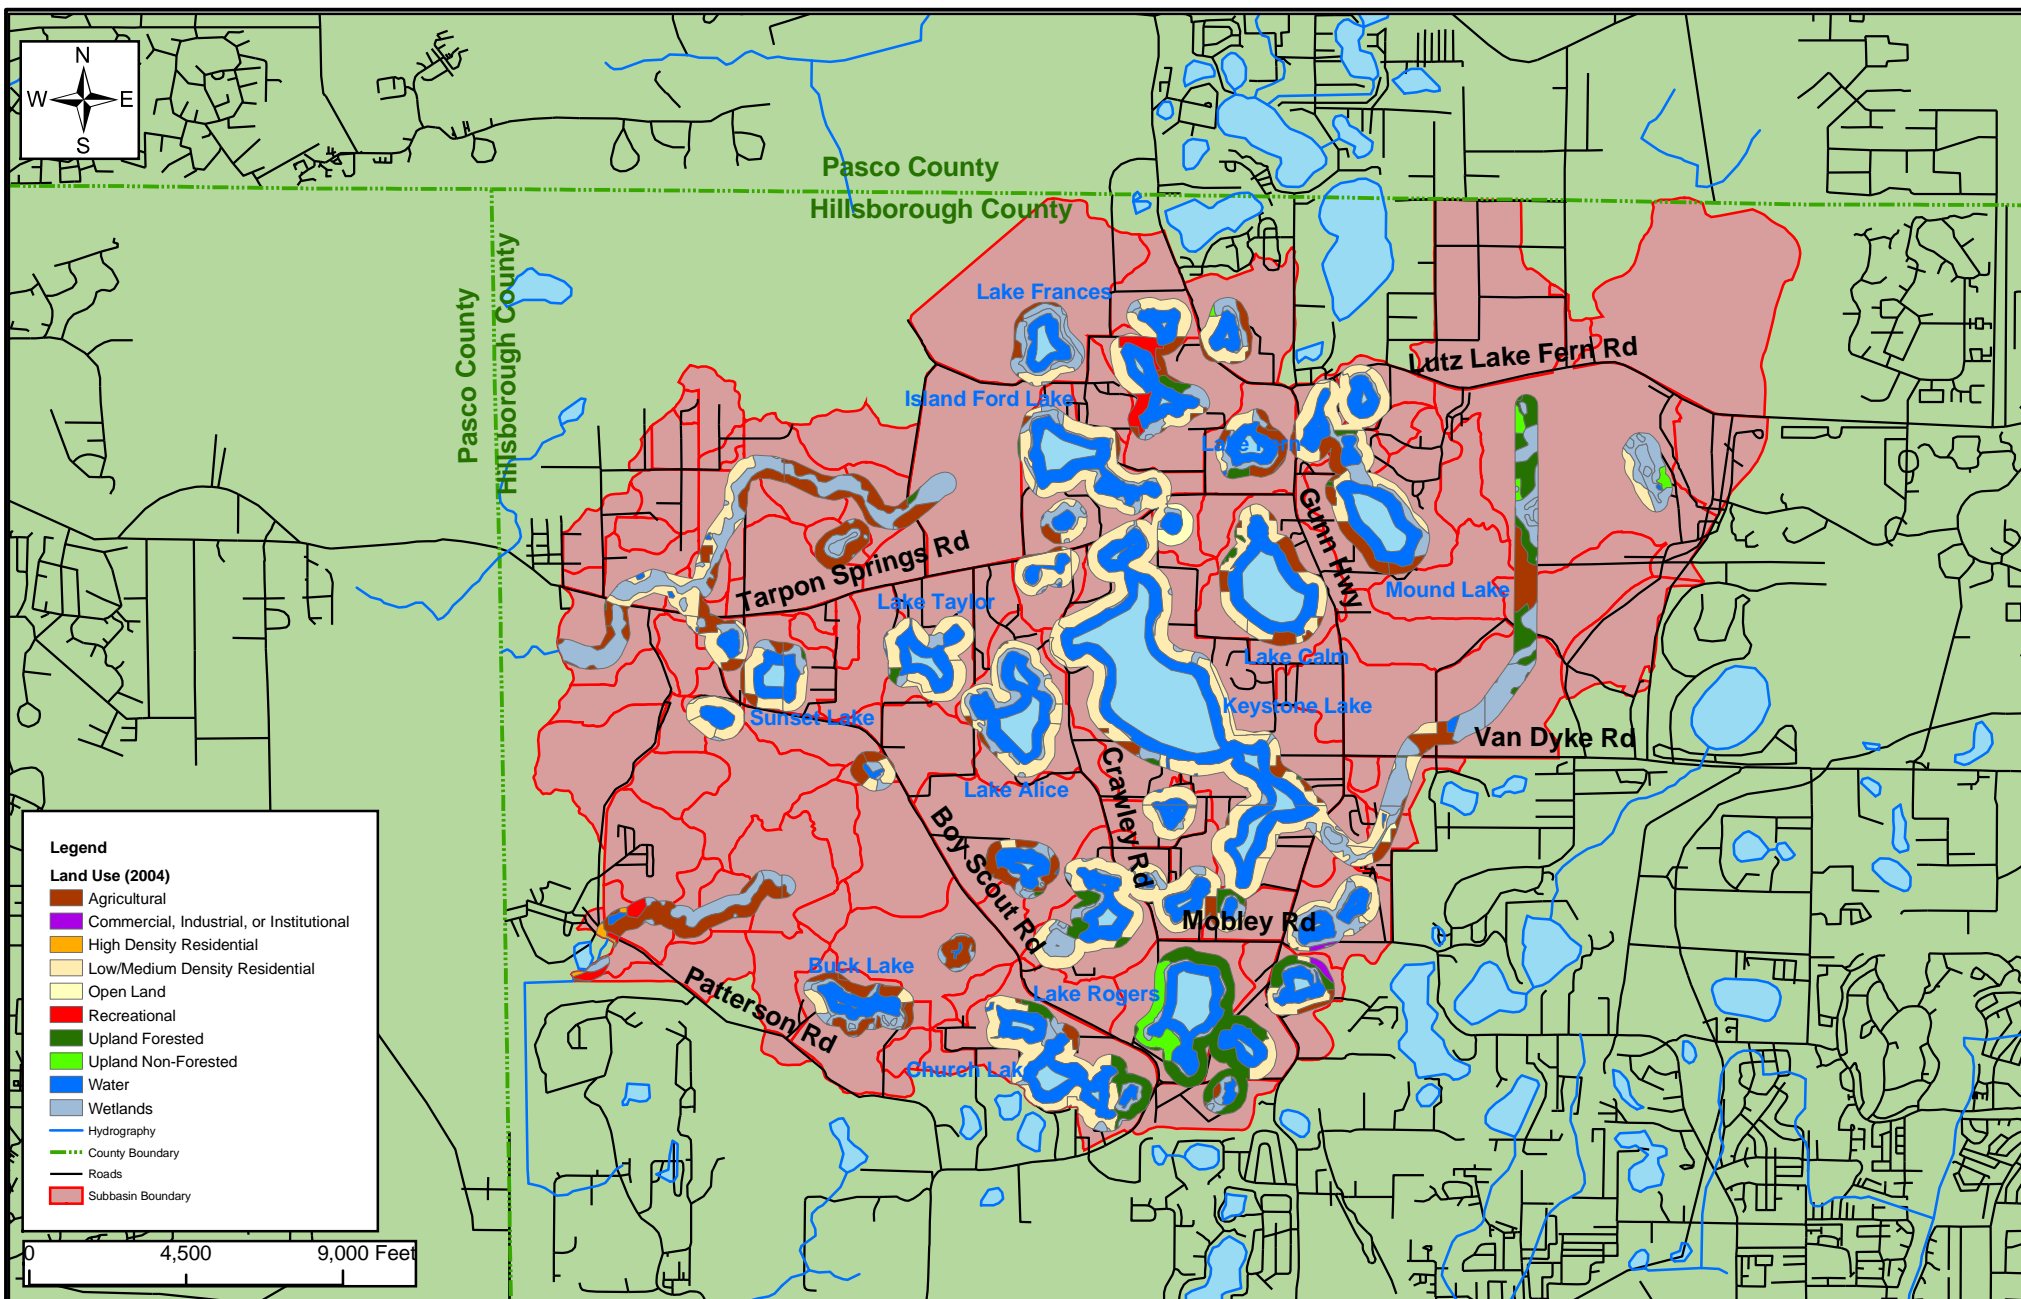 N
W E
S
Pasco County
Hillsborough County
Pasco County
Hillsborough County
Lake Frances
Lutz Lake Fern Rd
Island Ford Lake
Gunn Hwy
Tarpon Springs Rd
Mound Lake
Lake Taylor
Lake Calm
Keystone Lake
Sunset Lake
Van Dyke Rd
Crawley Rd
Lake Alice
Boy Scout Rd
Mobley Rd
Buck Lake
Lake Rogers
Patterson Rd
Church Lak
Legend
Land Use (2004)
Agricultural
Commercial, Industrial, or Institutional
High Density Residential
Low/Medium Density Residential
Open Land
Recreational
Upland Forested
Upland Non-Forested
Water
Wetlands
Hydrography
County Boundary
Roads
Subbasin Boundary
0 4,500 9,000 Feet